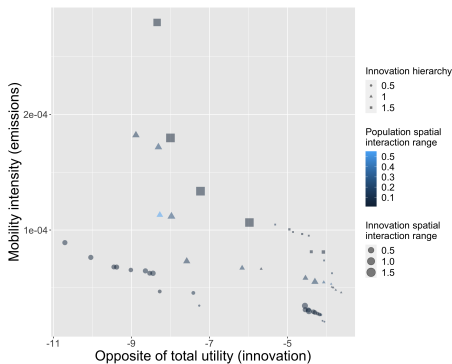 Mobility intensity (emissions)
2e-04
1e-04
-11
-9
-7
-5
Opposite of total utility (innovation)
Innovation hierarchy
0.5
1
1.5
Population spatial
interaction range
0.5
0.4
0.3
0.2
0.1
Innovation spatial
interaction range
0.5
1.0
1.5